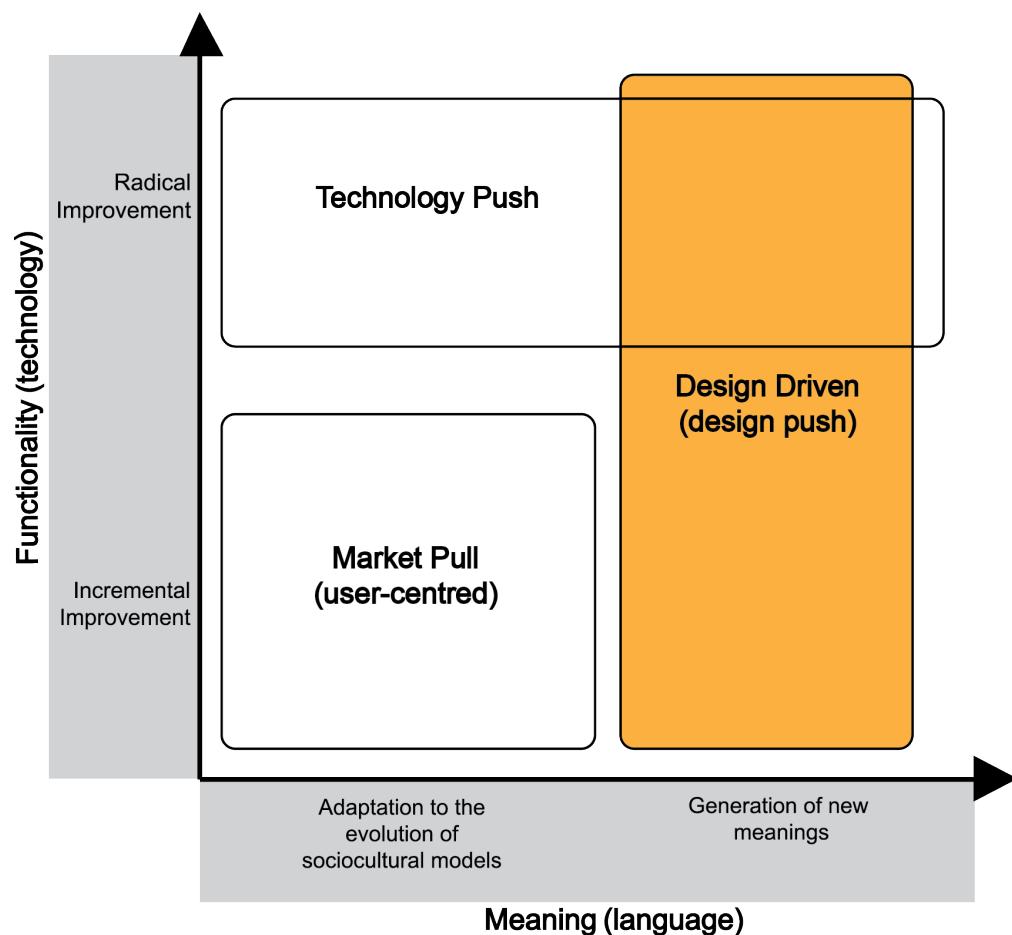 Functionality (technology)
Radical
Improvement
Technology Push
Design Driven
(design push)
Market Pull
(user-centred)
Incremental
Improvement
Adaptation to the
evolution of
sociocultural models
Generation of new
meanings
Meaning (language)